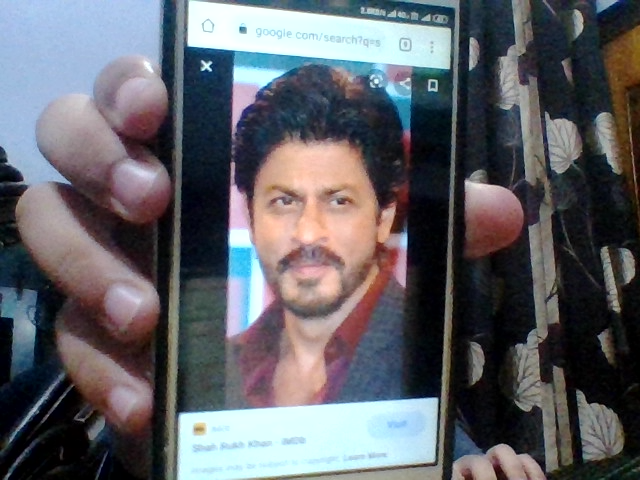 google.com/search?q=s
Visit
Shah Rukh Khan - IMDb
Images may be subject to copyright. Learn More